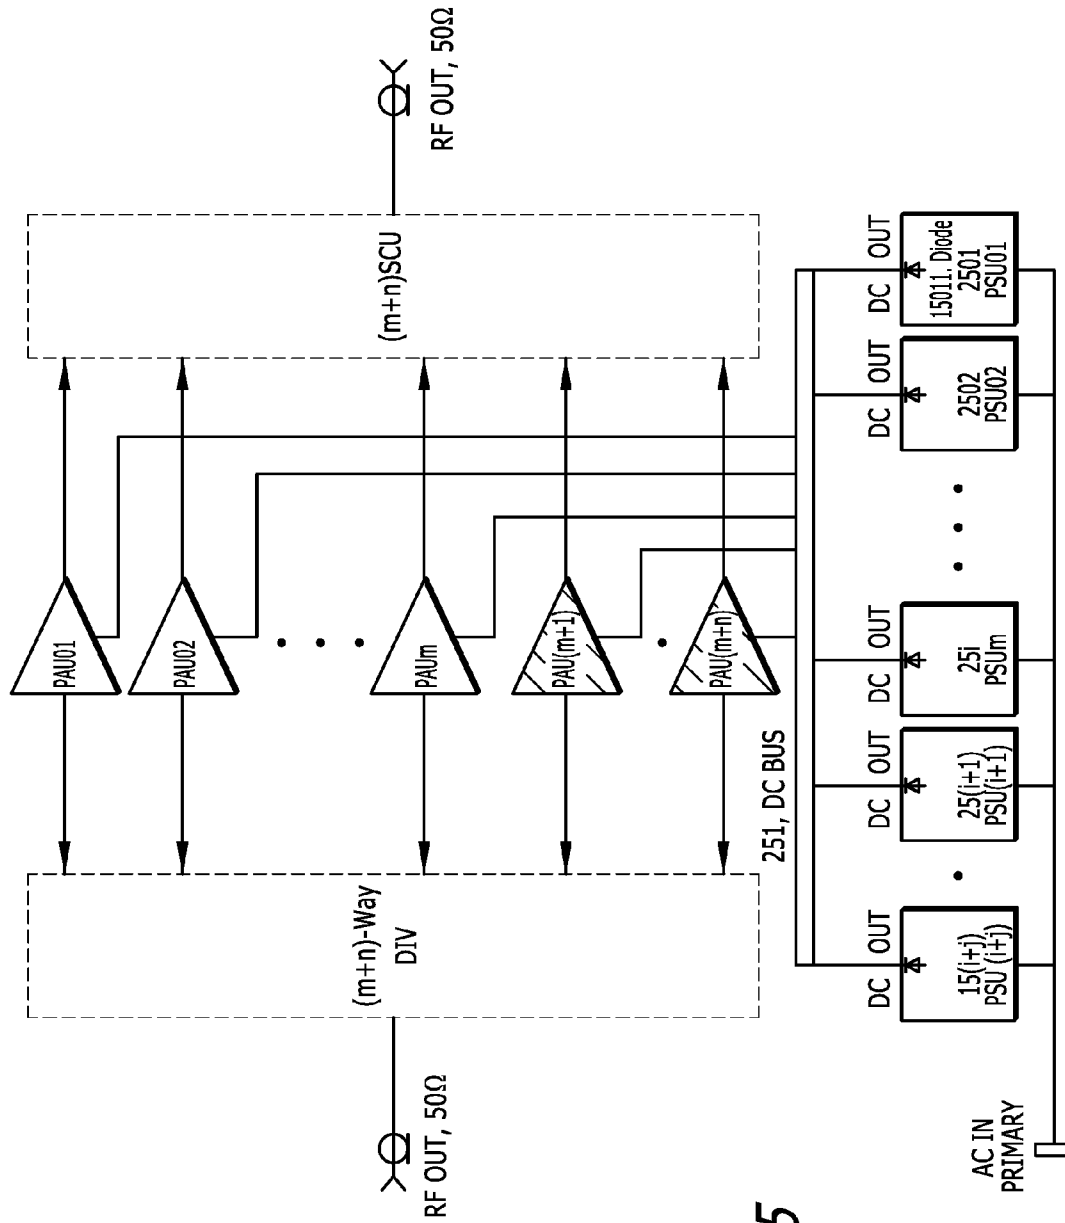 RF OUT, 50Ω
(m+n)-Way
DIV
PAU01
PAU02
PAUm
PAU(m+1)
PAU(m+n)
(m+n)SCU
RF OUT, 50Ω
251, DC BUS
DC OUT
15(i+j)
PSU (i+j)
DC OUT
25(i+1)
PSU(i+1)
DC OUT
25i
PSUm
DC OUT
2502
PSU02
DC OUT
15011. Diode
2501
PSU01
AC IN
PRIMARY
5